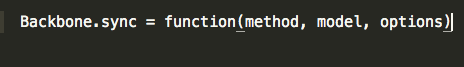 Backbone.sync = function(method, model, options)